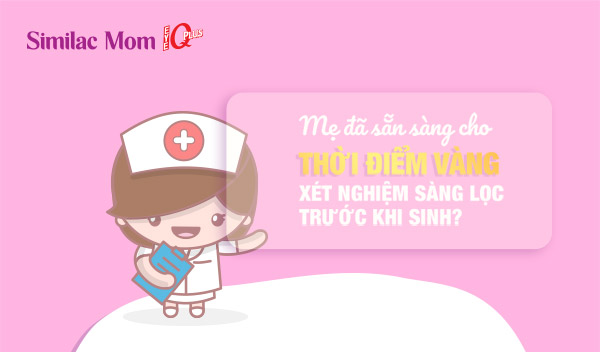 Similac Mom EYE IQ PLUS
Mẹ đã sẵn sàng cho
THỜI ĐIỂM VÀNG
XÉT NGHIỆM SÀNG LỌC
TRƯỚC KHI SINH?